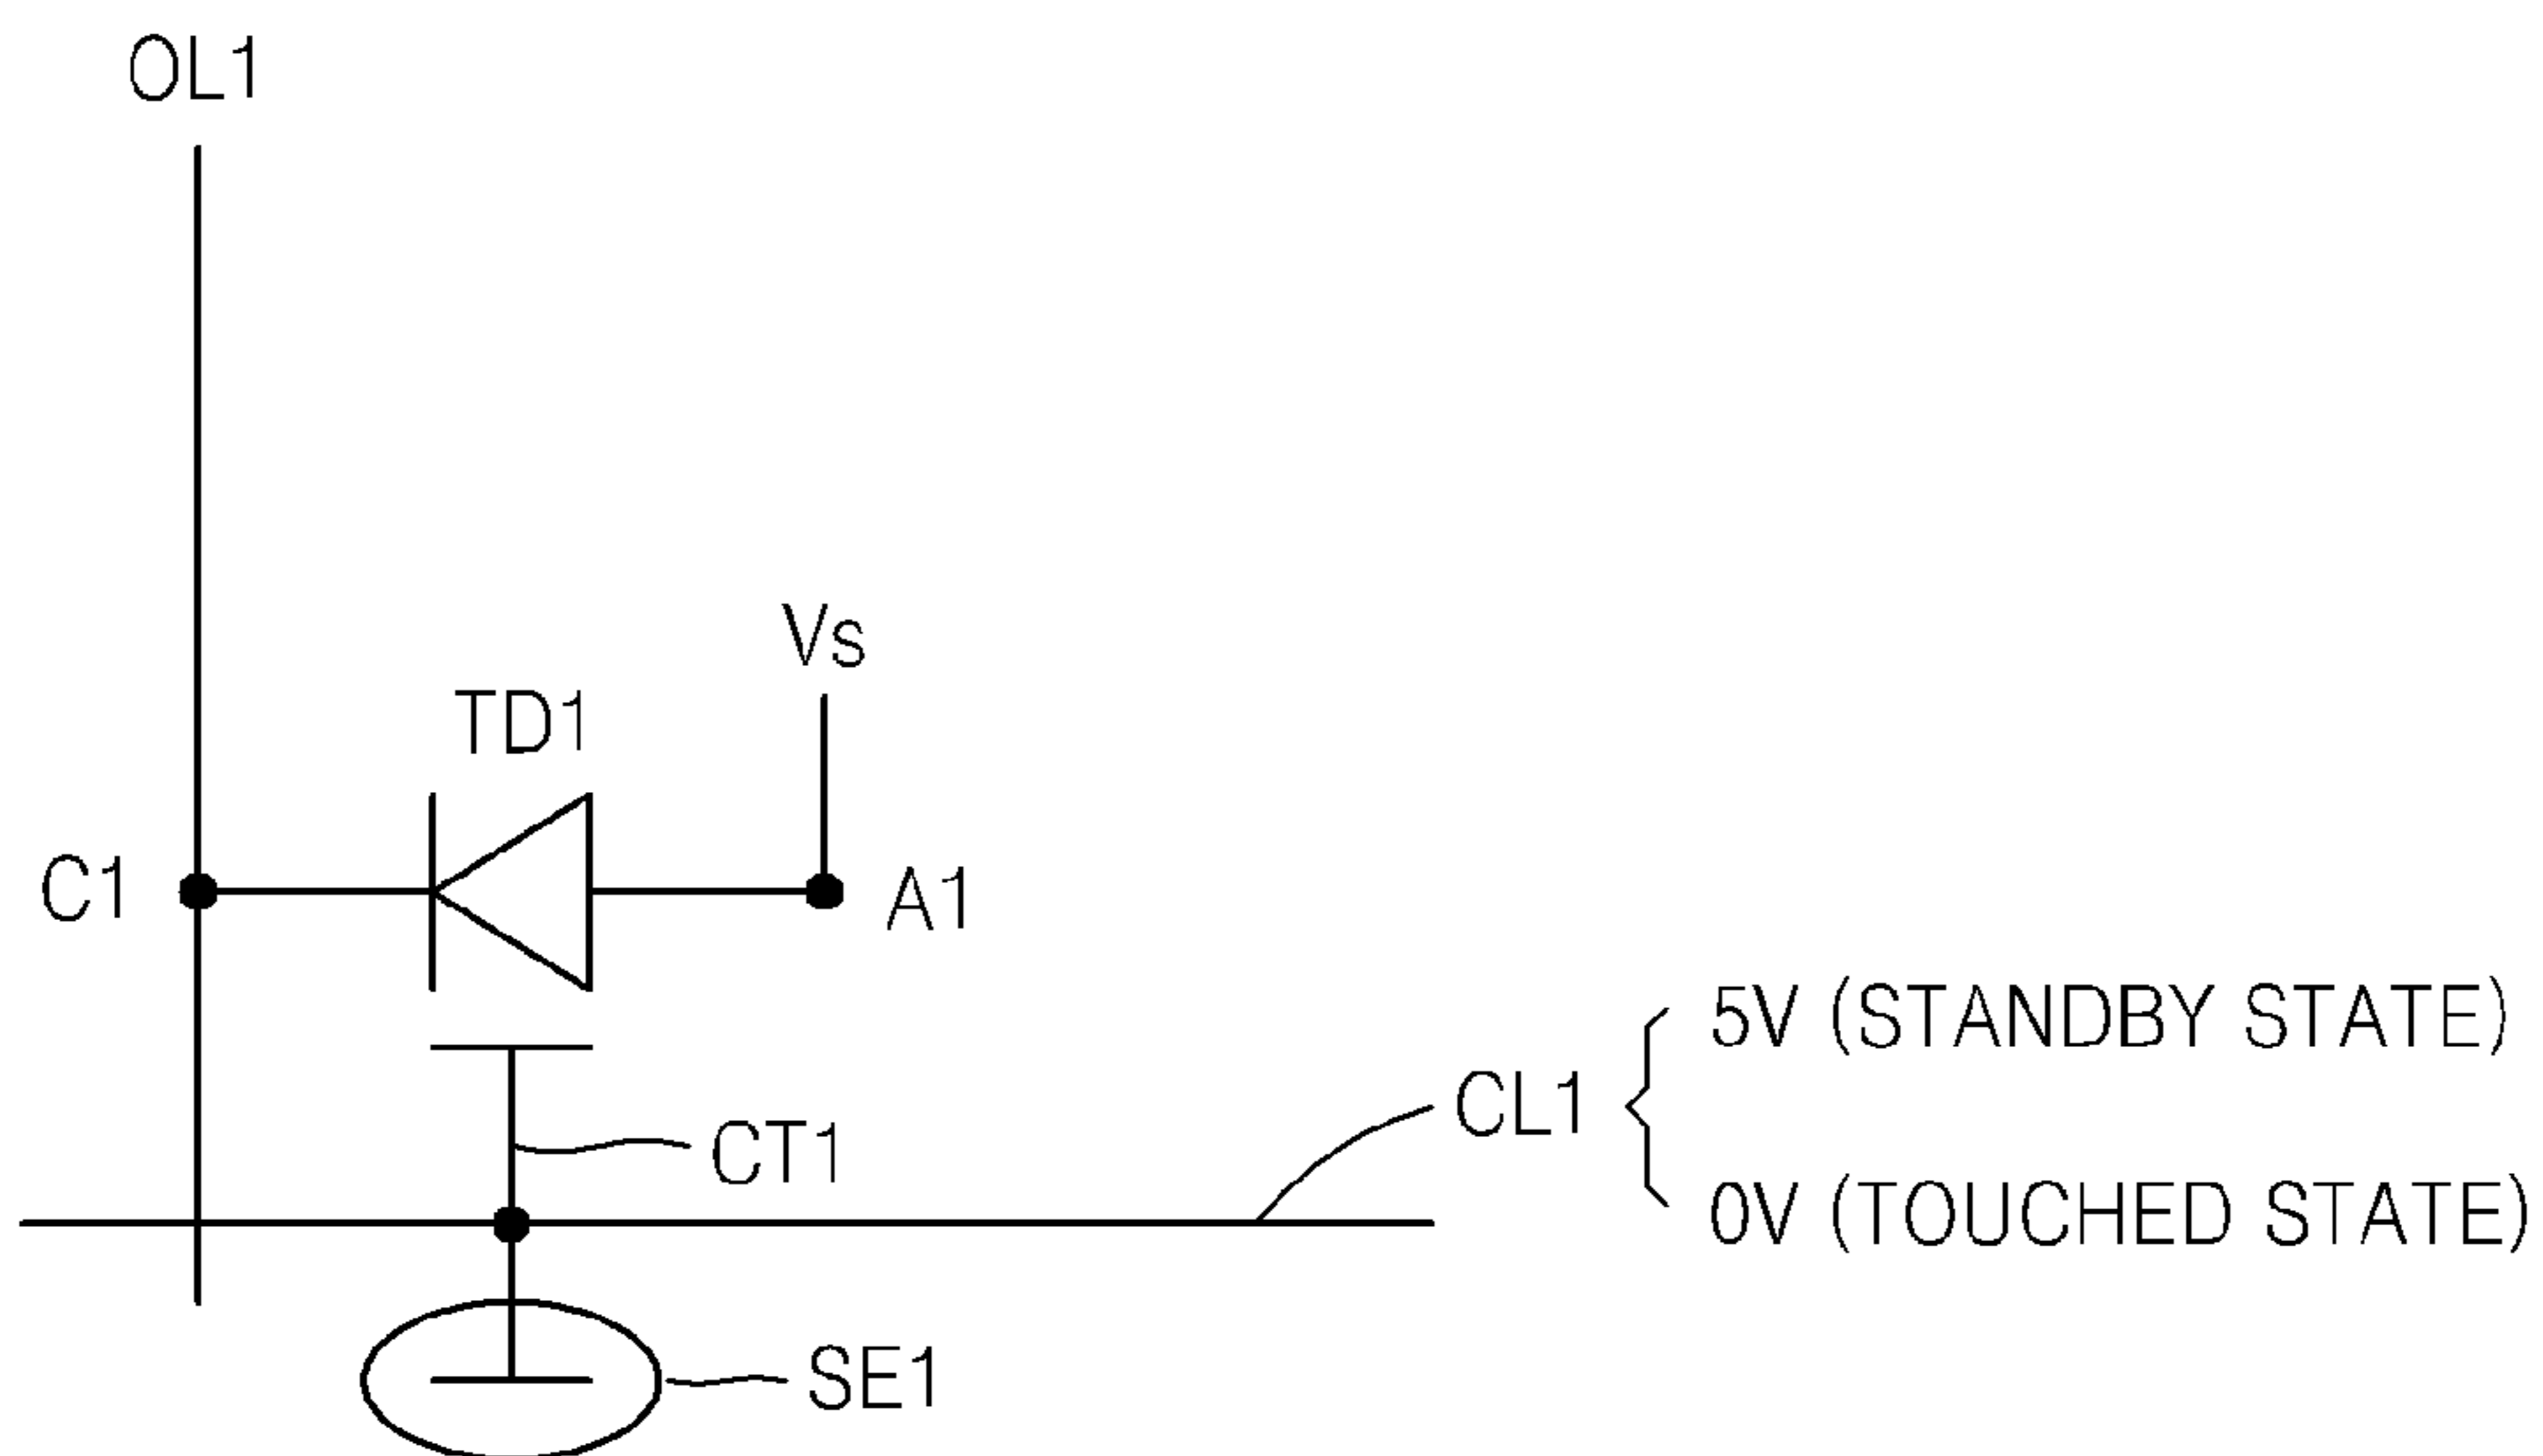 OL1
Vs
TD1
C1
A1
5V (STANDBY STATE)
CL1
CT1
0V (TOUCHED STATE)
SE1